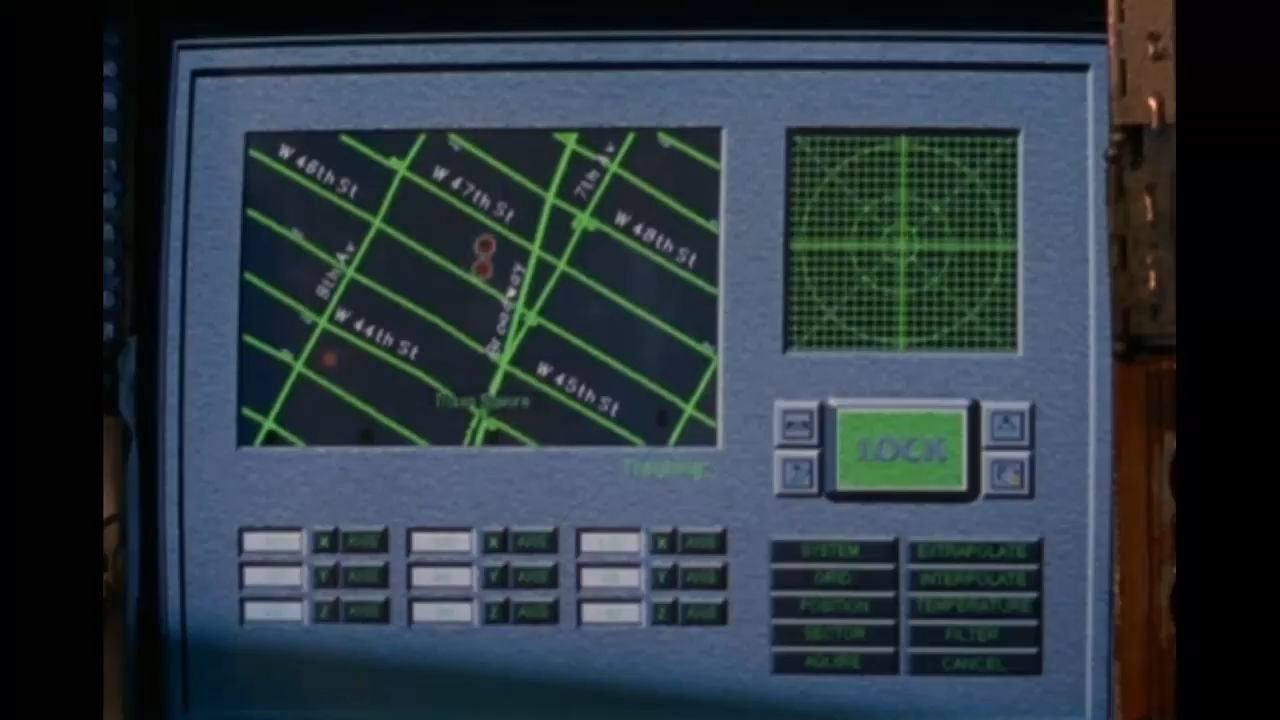 W 46th St
W 47th St
7th Av
W 48th St
8th Av
W 44th St
Broadway
W 45th St
Times Square
Tracking...
LOCK
X AXIS X AXIS X AXIS
Y AXIS Y AXIS Y AXIS
Z AXIS Z AXIS Z AXIS
SYSTEM EXTRAPOLATE
GRID INTERPOLATE
POSITION TEMPERATURE
SECTOR FILTER
AQUIRE CANCEL